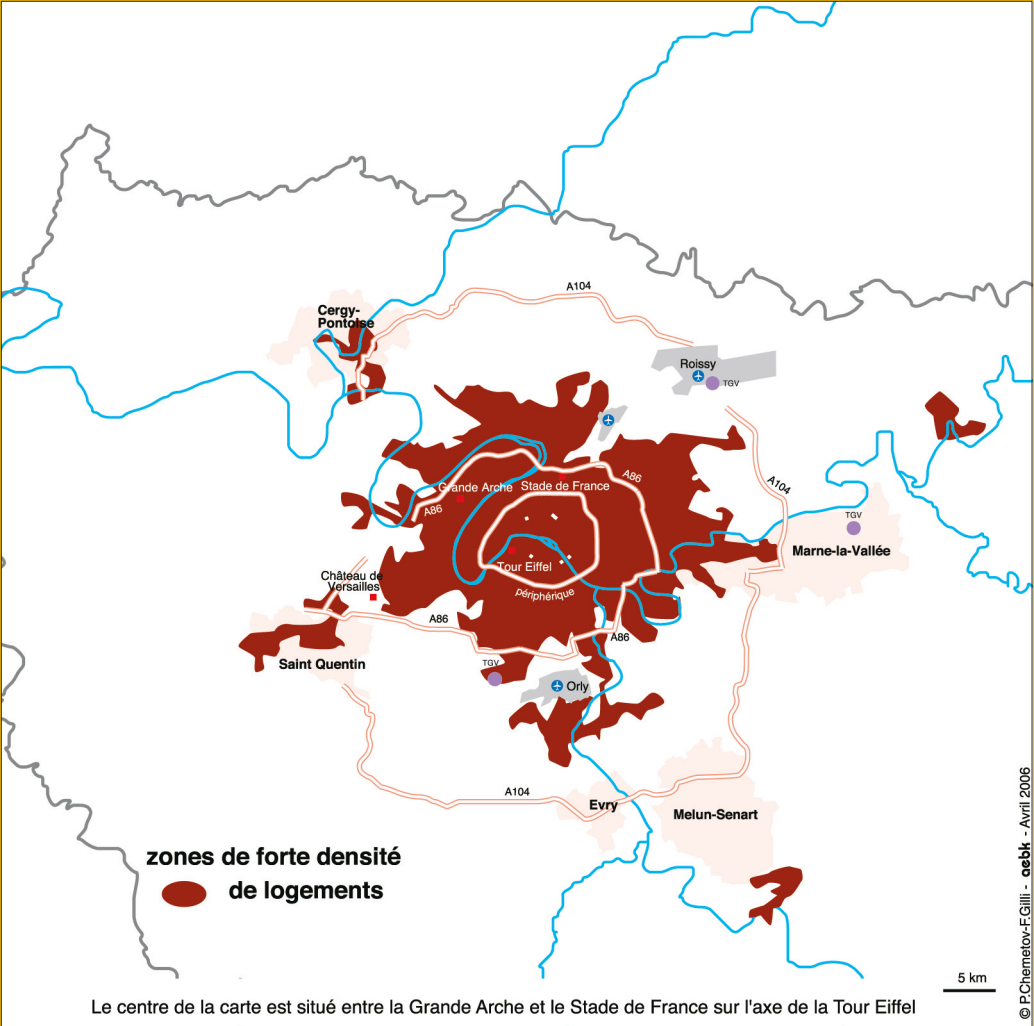 A104
Cergy-
Pontoise
Roissy
TGV
A104
Grande Arche
Stade de France
A86
A86
TGV
Marne-la-Vallée
Tour Eiffel
périphérique
Château de
Versailles
A86
A86
Saint Quentin
TGV
Orly
A104
Evry
Melun-Senart
zones de forte densité
de logements
5 km
Le centre de la carte est situé entre la Grande Arche et le Stade de France sur l'axe de la Tour Eiffel
© P.Chemetov-F.Gilli - aebk - Avril 2006